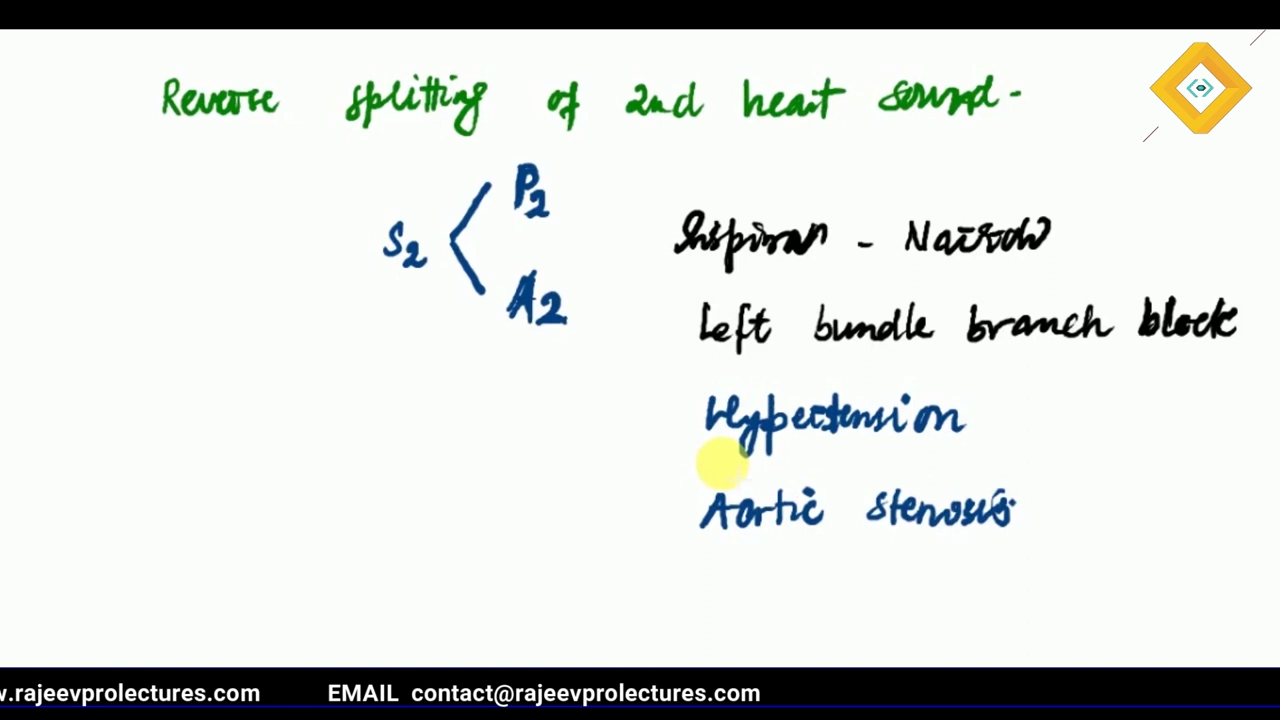 Reverse splitting of 2nd heart sound -
S2
P2
A2
Inspiran - Narrow
Left bundle branch block
Hypertension
Aortic stenosis
w.rajeevprolectures.com EMAIL contact@rajeevprolectures.com